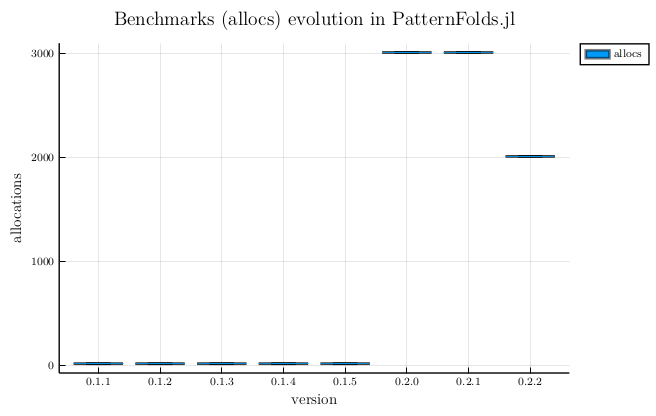 Benchmarks (allocs) evolution in PatternFolds.jl
allocs
allocations
3000
2000
1000
0
0.1.1 0.1.2 0.1.3 0.1.4 0.1.5 0.2.0 0.2.1 0.2.2
version